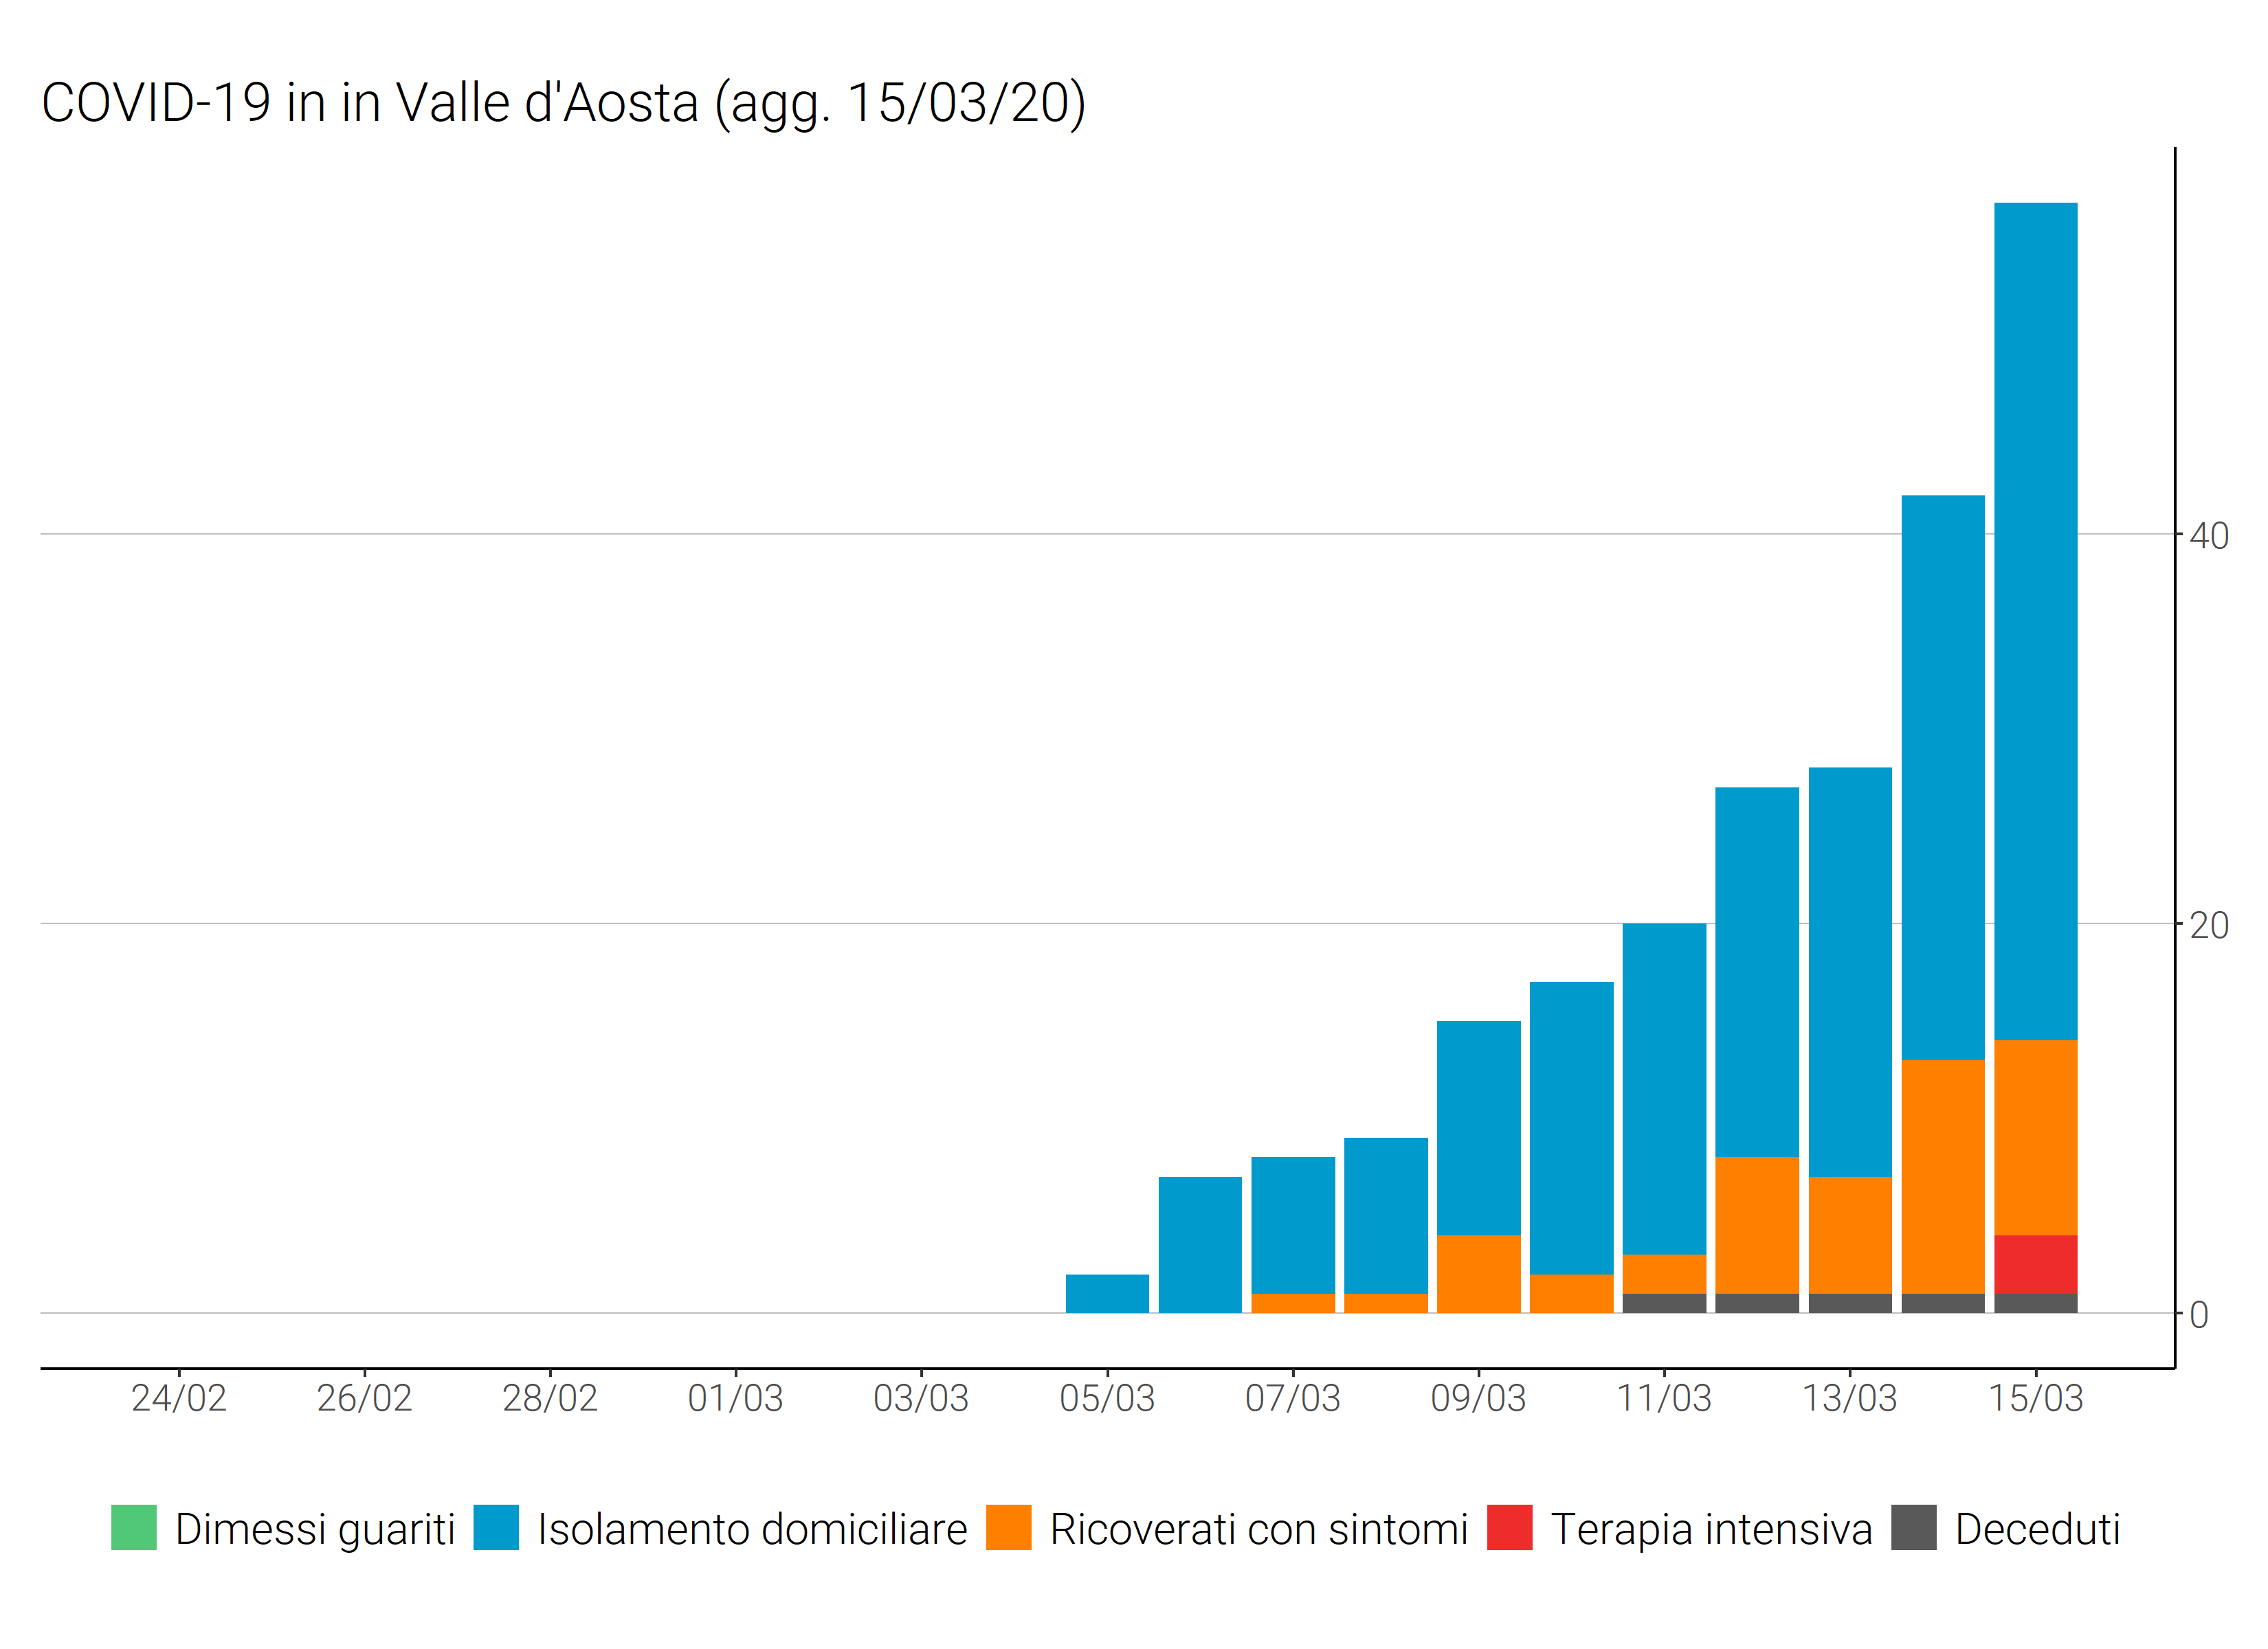 COVID-19 in in Valle d'Aosta (agg. 15/03/20)
40
20
0
24/02 26/02 28/02 01/03 03/03 05/03 07/03 09/03 11/03 13/03 15/03
Dimessi guariti Isolamento domiciliare Ricoverati con sintomi Terapia intensiva Deceduti